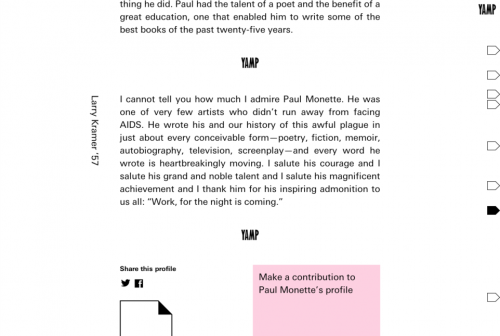 thing he did. Paul had the talent of a poet and the benefit of a
great education, one that enabled him to write some of the
best books of the past twenty-five years.
YAMP
YAMP
Larry Kramer '57
I cannot tell you how much I admire Paul Monette. He was
one of very few artists who didn't run away from facing
AIDS. He wrote his and our history of this awful plague in
just about every conceivable form—poetry, fiction, memoir,
autobiography, television, screenplay—and every word he
wrote is heartbreakingly moving. I salute his courage and I
salute his grand and noble talent and I salute his magnificent
achievement and I thank him for his inspiring admonition to
us all: “Work, for the night is coming.”
YAMP
Share this profile
Make a contribution to
Paul Monette's profile